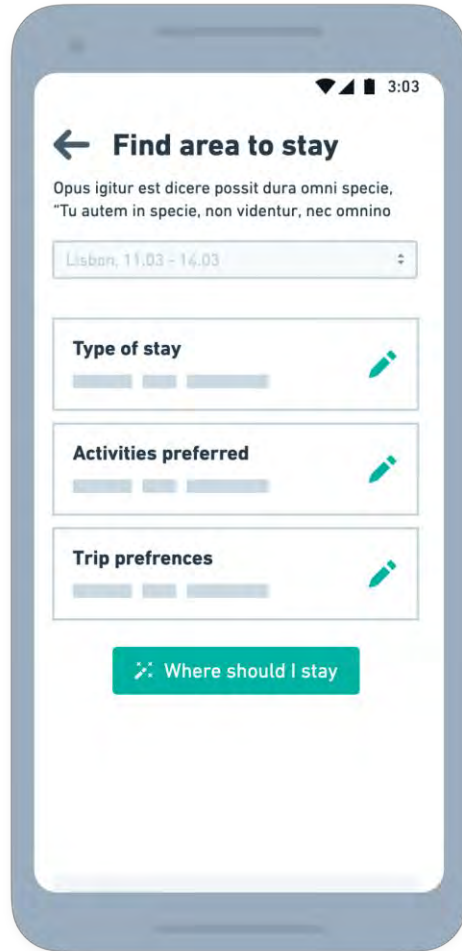 3:03
Find area to stay
Opus igitur est dicere possit dura omni specie,
“Tu autem in specie, non videntur, nec omnino
Lisbon, 11.03 - 14.03
Type of stay
Activities preferred
Trip prefrences
Where should I stay